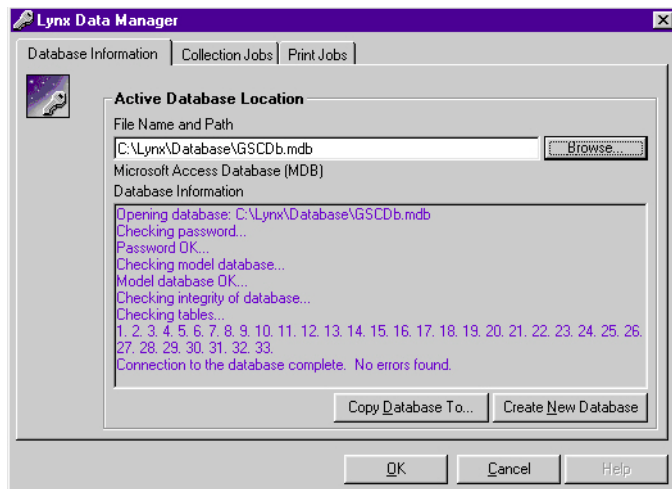 Lynx Data Manager
Database Information
Collection Jobs
Print Jobs
Active Database Location
File Name and Path
C:\Lynx\Database\GSCDb.mdb
Browse...
Microsoft Access Database (MDB)
Database Information
Opening database: C:\Lynx\Database\GSCDb.mdb
Checking password...
Password OK...
Checking model database...
Model database OK...
Checking integrity of database...
Checking tables...
1. 2. 3. 4. 5. 6. 7. 8. 9. 10. 11. 12. 13. 14. 15. 16. 17. 18. 19. 20. 21. 22. 23. 24. 25. 26.
27. 28. 29. 30. 31. 32. 33.
Connection to the database complete.  No errors found.
Copy Database To...
Create New Database
OK
Cancel
Help